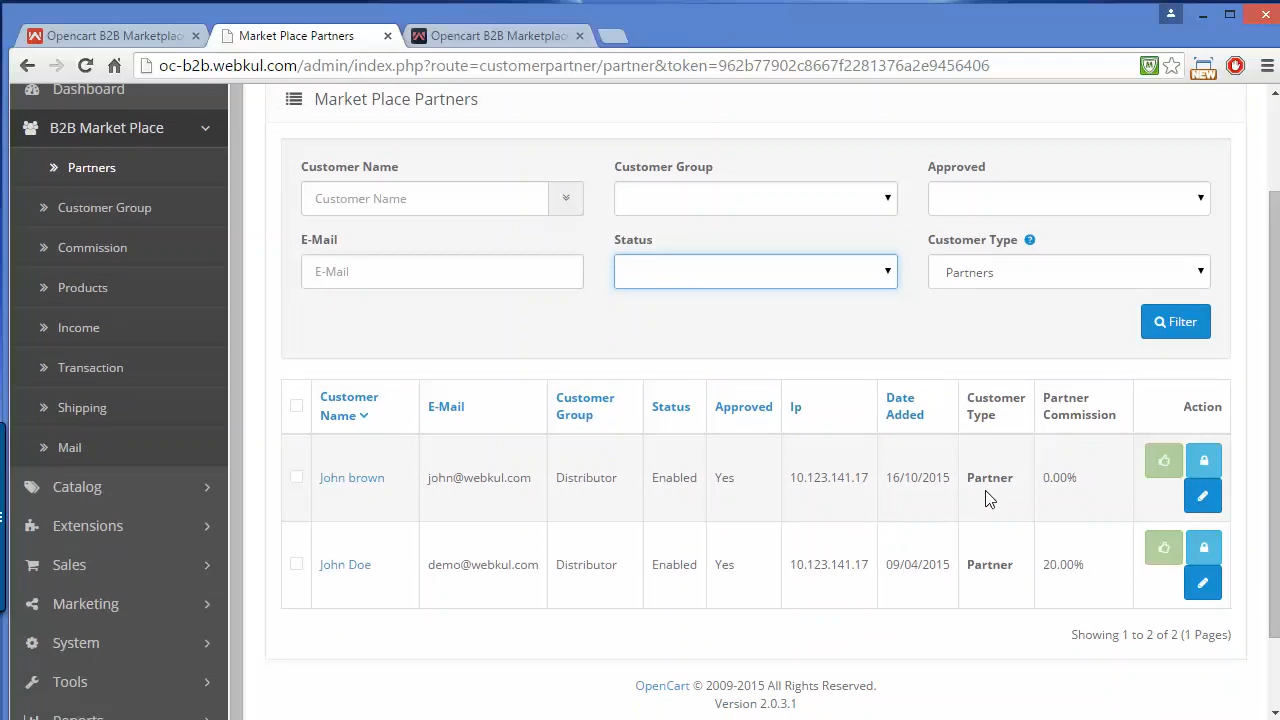 Opencart B2B Marketplac
Market Place Partners
Opencart B2B Marketplac
oc-b2b.webkul.com/admin/index.php?route=customerpartner/partner&token=962b77902c8667f2281376a2e9456406
NEW
Dashboard
B2B Market Place
Partners
Customer Group
Commission
Products
Income
Transaction
Shipping
Mail
Catalog
Extensions
Sales
Marketing
System
Tools
Reports
Market Place Partners
Customer Name
Customer Group
Approved
Customer Name
E-Mail
Status
Customer Type
E-Mail
Partners
Filter
Customer Name
E-Mail
Customer Group
Status
Approved
Ip
Date Added
Customer Type
Partner Commission
Action
John brown john@webkul.com Distributor Enabled Yes 10.123.141.17 16/10/2015 Partner 0.00%
John Doe demo@webkul.com Distributor Enabled Yes 10.123.141.17 09/04/2015 Partner 20.00%
Showing 1 to 2 of 2 (1 Pages)
OpenCart © 2009-2015 All Rights Reserved.
Version 2.0.3.1